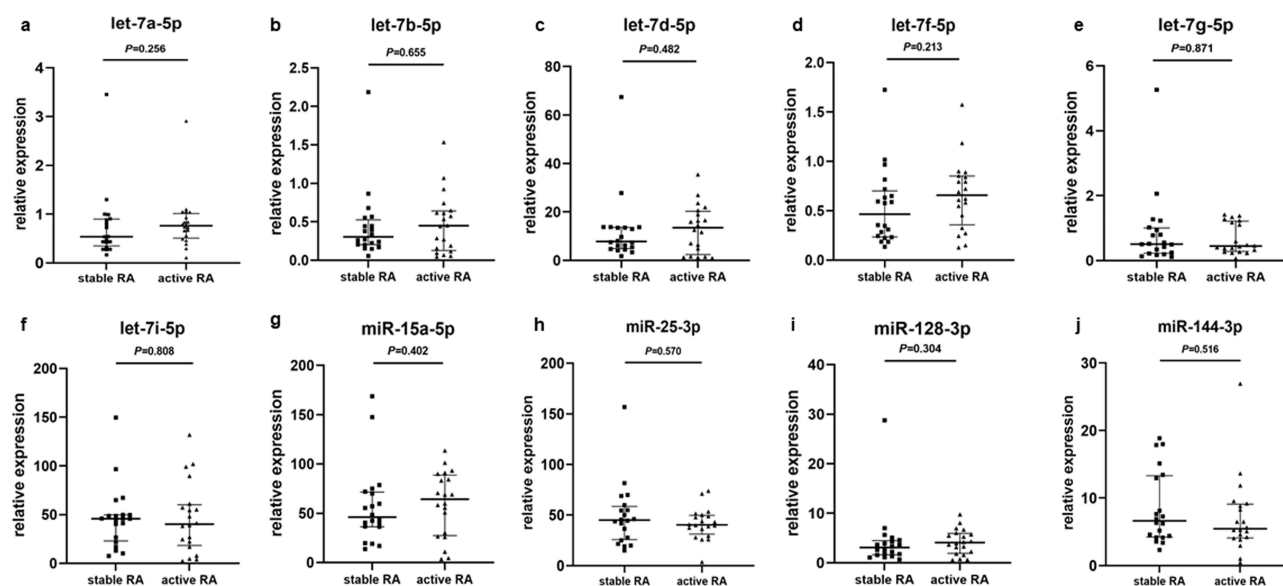 a let-7a-5p
P=0.256
relative expression
4
3
2
1
0
stable RA active RA
b let-7b-5p
P=0.655
relative expression
2.5
2.0
1.5
1.0
0.5
0.0
stable RA active RA
c let-7d-5p
P=0.482
relative expression
80
60
40
20
0
stable RA active RA
d let-7f-5p
P=0.213
relative expression
2.0
1.5
1.0
0.5
0.0
stable RA active RA
e let-7g-5p
P=0.871
relative expression
6
4
2
0
stable RA active RA
f let-7i-5p
P=0.808
relative expression
200
150
100
50
0
stable RA active RA
g miR-15a-5p
P=0.402
relative expression
200
150
100
50
0
stable RA active RA
h miR-25-3p
P=0.570
relative expression
200
150
100
50
0
stable RA active RA
i miR-128-3p
P=0.304
relative expression
40
30
20
10
0
stable RA active RA
j miR-144-3p
P=0.516
relative expression
30
20
10
0
stable RA active RA